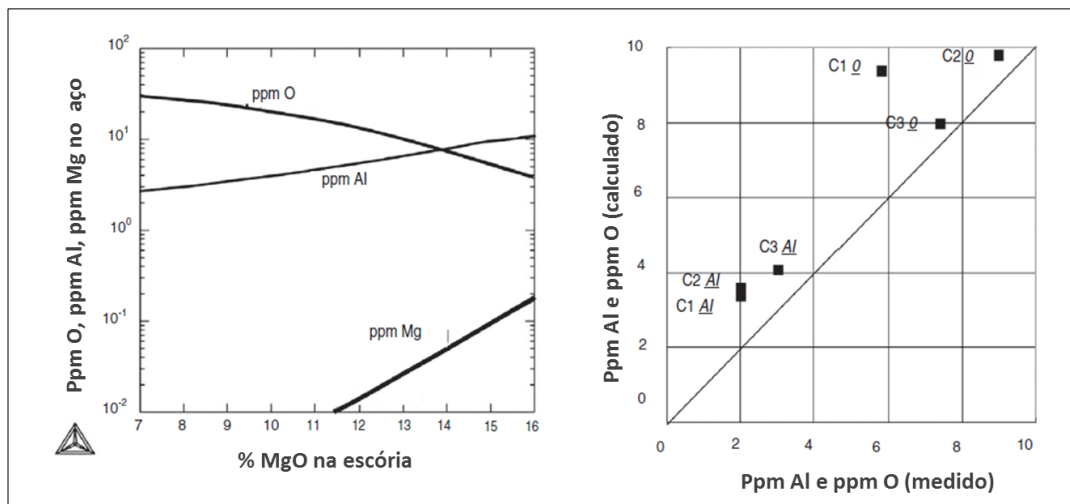 10²
10¹
10⁰
10⁻¹
10⁻²
Ppm O, ppm Al, ppm Mg no aço
ppm O
ppm Al
ppm Mg
7 8 9 10 11 12 13 14 15 16
% MgO na escória
10
8
6
4
2
0
Ppm Al e ppm O (calculado)
C1 O
C2 O
C3 O
C3 Al
C2 Al
C1 Al
0 2 4 6 8 10
Ppm Al e ppm O (medido)